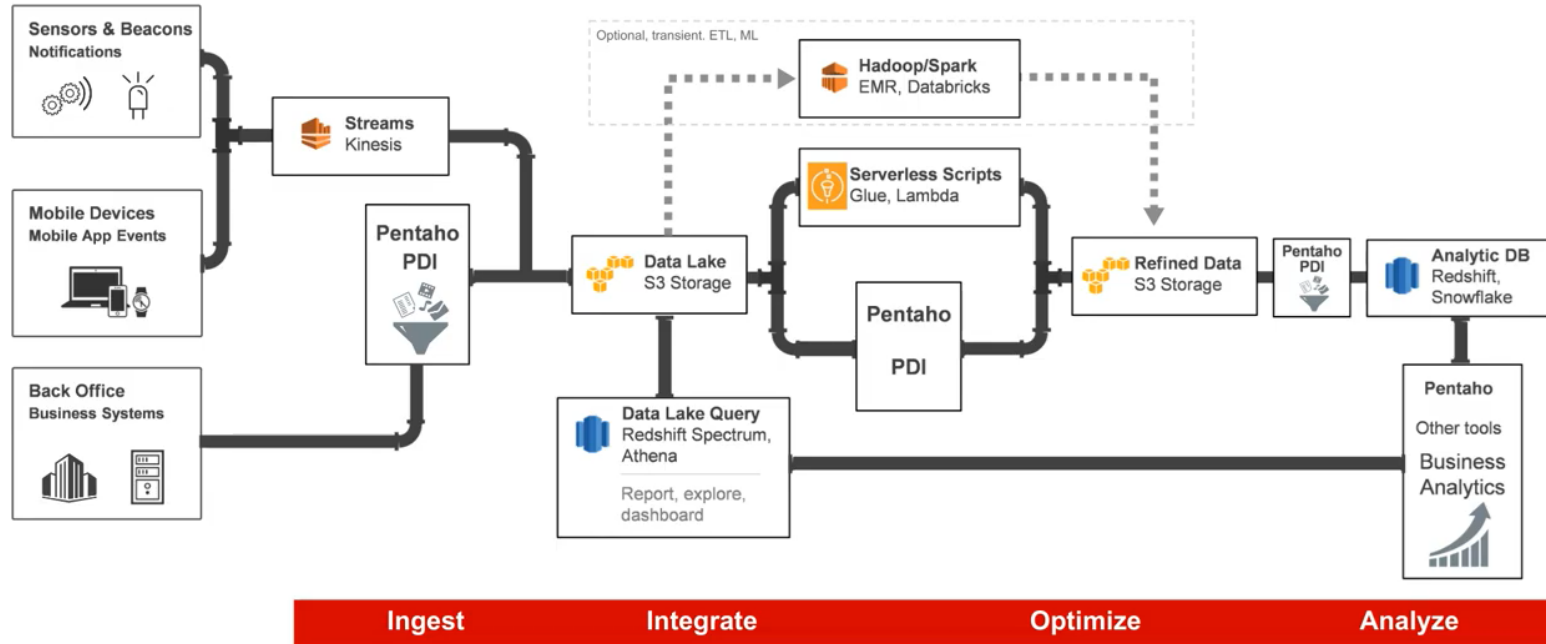 Sensors & Beacons
Notifications
Mobile Devices
Mobile App Events
Back Office
Business Systems
Streams
Kinesis
Pentaho
PDI
Optional, transient. ETL, ML
Hadoop/Spark
EMR, Databricks
Data Lake
S3 Storage
Data Lake Query
Redshift Spectrum,
Athena
Report, explore,
dashboard
Serverless Scripts
Glue, Lambda
Pentaho
PDI
Refined Data
S3 Storage
Pentaho
PDI
Analytic DB
Redshift,
Snowflake
Pentaho
Other tools
Business
Analytics
Ingest
Integrate
Optimize
Analyze